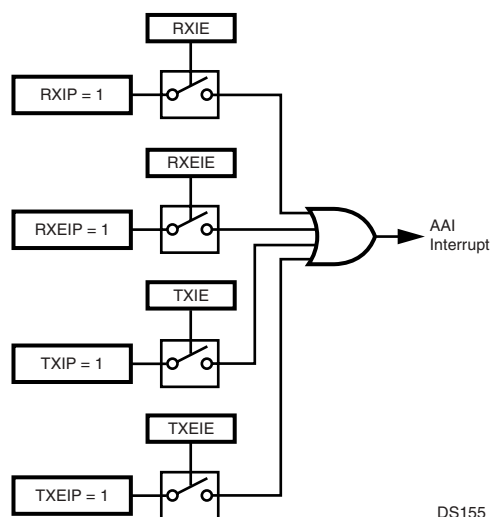 RXIE
RXIP = 1
RXEIE
RXEIP = 1
AAI
Interrupt
TXIE
TXIP = 1
TXEIE
TXEIP = 1
DS155